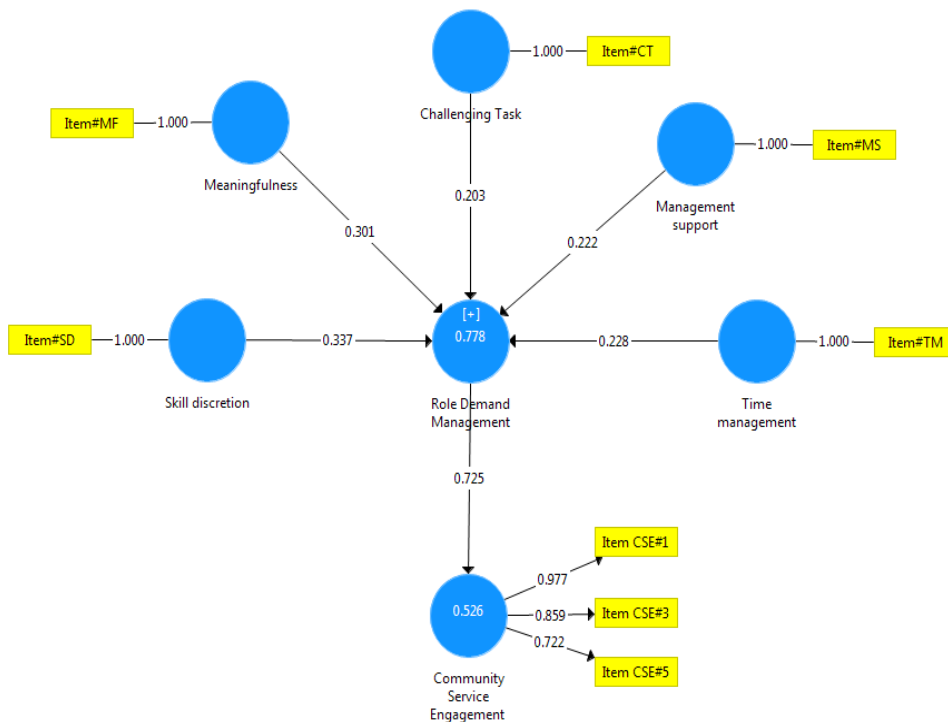 Item#CT
1.000
Challenging Task
Item#MF
1.000
Meaningfulness
1.000
Item#MS
Management
support
0.203
0.301
0.222
Item#SD
1.000
Skill discretion
0.337
[+]
0.778
Role Demand
Management
0.228
1.000
Item#TM
Time
management
0.725
0.526
Community
Service
Engagement
0.977
Item CSE#1
0.859
Item CSE#3
0.722
Item CSE#5